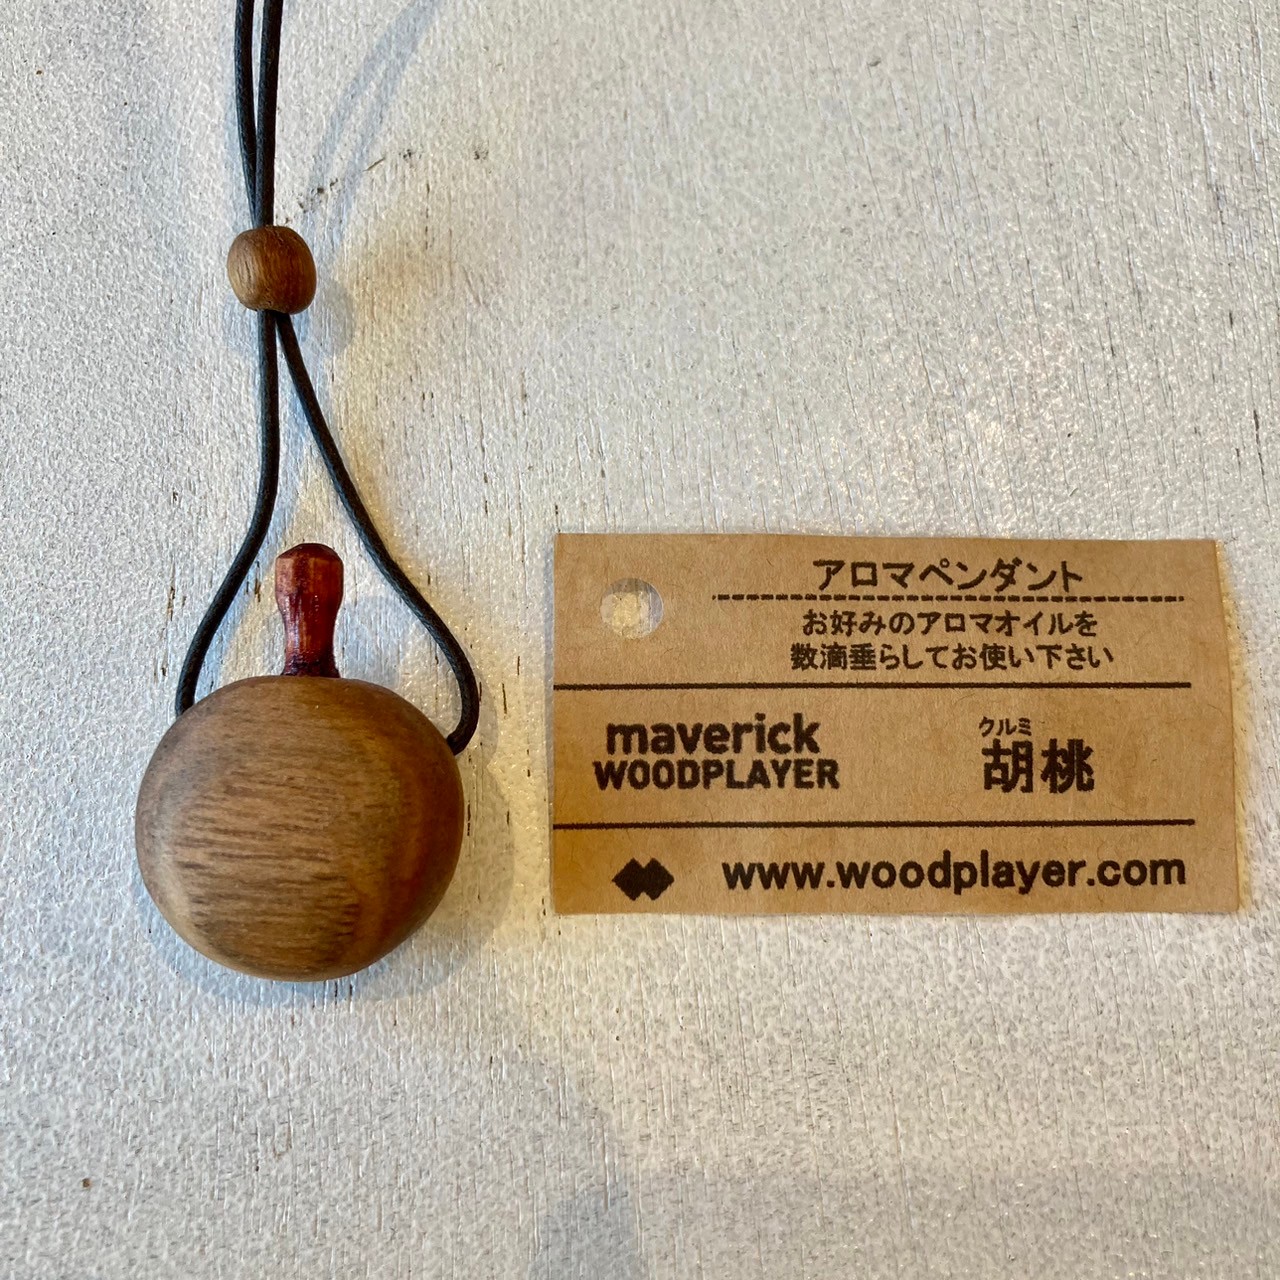 アロマペンダント
お好みのアロマオイルを
数滴垂らしてお使い下さい
maverick
WOODPLAYER
クルミ
胡桃
www.woodplayer.com